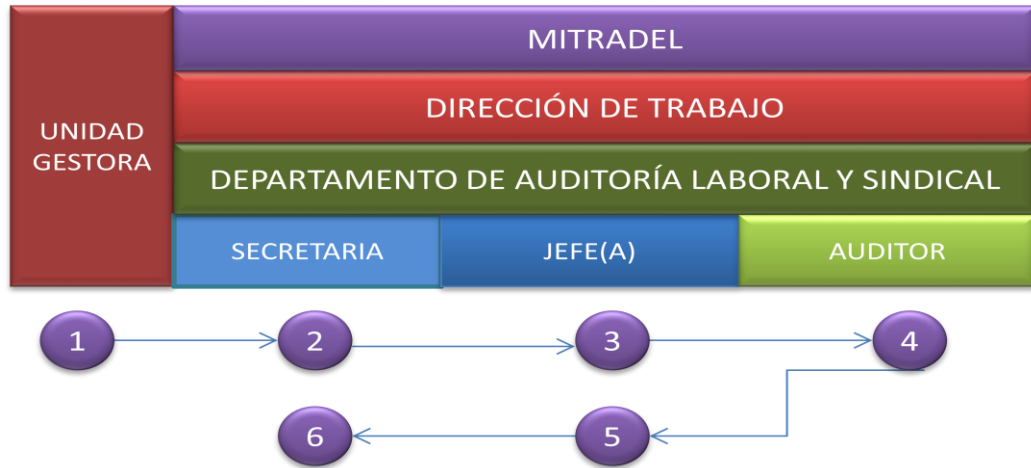 UNIDAD
GESTORA
MITRADEL
DIRECCIÓN DE TRABAJO
DEPARTAMENTO DE AUDITORÍA LABORAL Y SINDICAL
SECRETARIA
JEFE(A)
AUDITOR
1
2
3
4
6
5